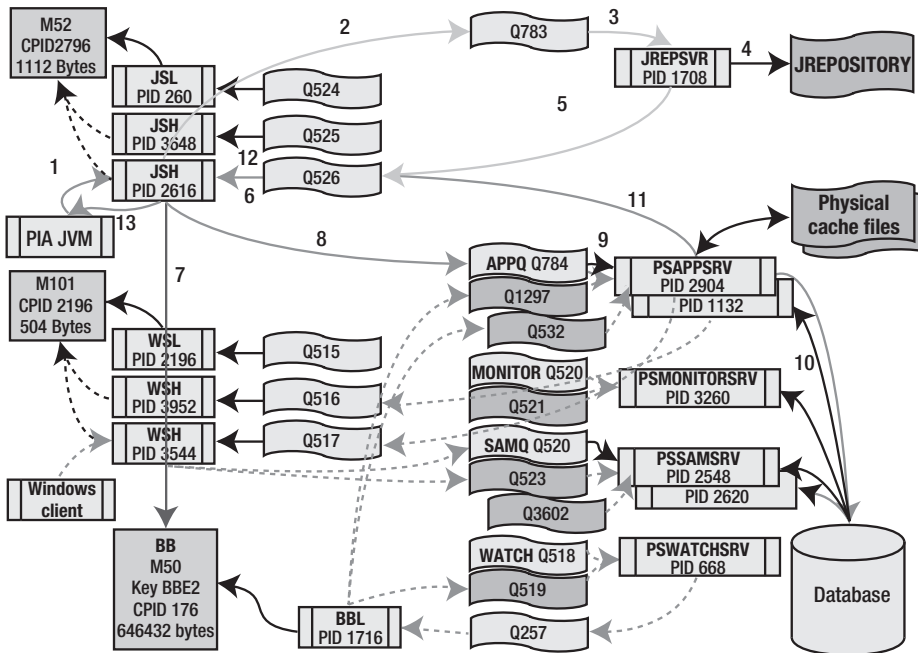 M52
CPID2796
1112 Bytes
2
Q783
3
JREPSVR
PID 1708
4
JREPOSITORY
JSL
PID 260
Q524
5
JSH
PID 3648
Q525
12
1
JSH
PID 2616
6
Q526
11
Physical
cache files
13
PIA JVM
8
7
APPQ Q784
9
PSAPPSRV
PID 2904
PID 1132
Q1297
Q532
M101
CPID 2196
504 Bytes
WSL
PID 2196
Q515
10
MONITOR Q520
Q521
PSMONITORSRV
PID 3260
WSH
PID 3952
Q516
WSH
PID 3544
Q517
SAMQ Q520
Q523
Q3602
PSSAMSRV
PID 2548
PID 2620
Windows
client
BB
M50
Key BBE2
CPID 176
646432 bytes
WATCH Q518
Q519
PSWATCHSRV
PID 668
Database
BBL
PID 1716
Q257